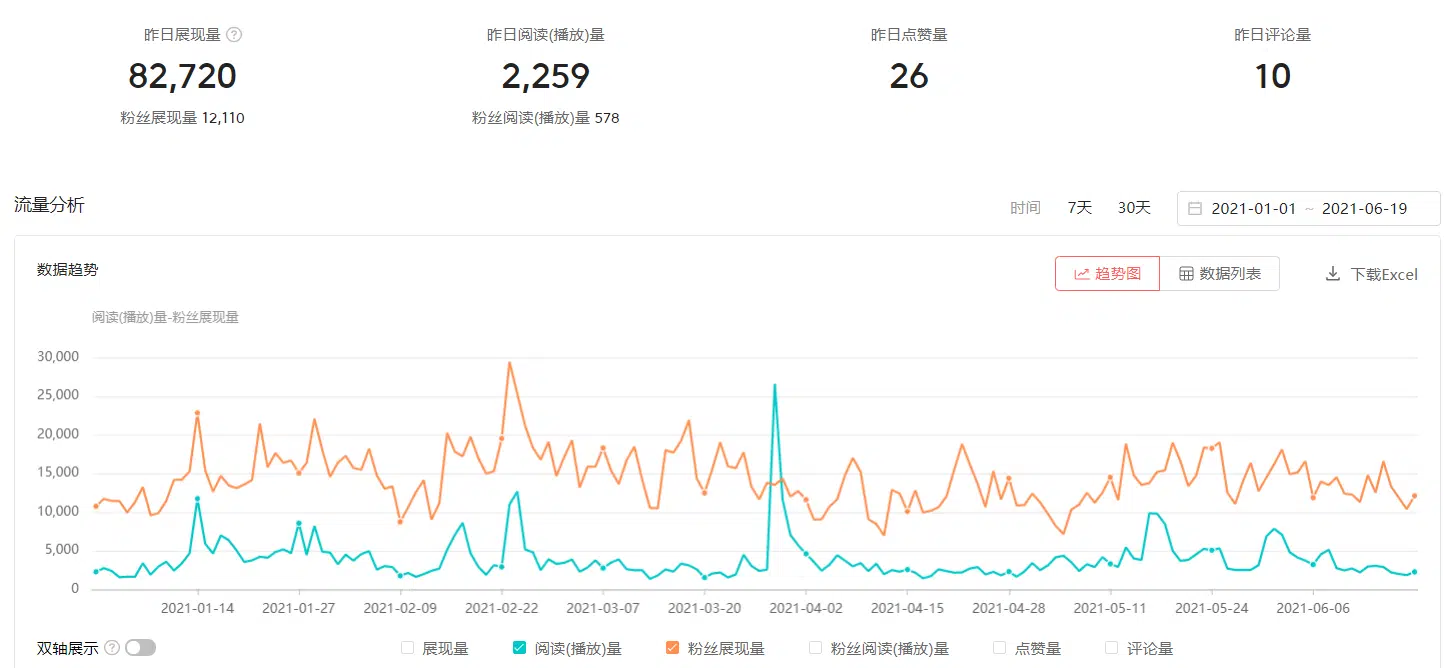 昨日展现量 ? 昨日阅读(播放)量 昨日点赞量 昨日评论量
82,720 2,259 26 10
粉丝展现量 12,110 粉丝阅读(播放)量 578
流量分析 时间 7天 30天 2021-01-01 ~ 2021-06-19
数据趋势 趋势图 数据列表 下载Excel
阅读(播放)量-粉丝展现量
30,000
25,000
20,000
15,000
10,000
5,000
0
2021-01-14 2021-01-27 2021-02-09 2021-02-22 2021-03-07 2021-03-20 2021-04-02 2021-04-15 2021-04-28 2021-05-11 2021-05-24 2021-06-06
双轴展示 ? 展现量 阅读(播放)量 粉丝展现量 粉丝阅读(播放)量 点赞量 评论量